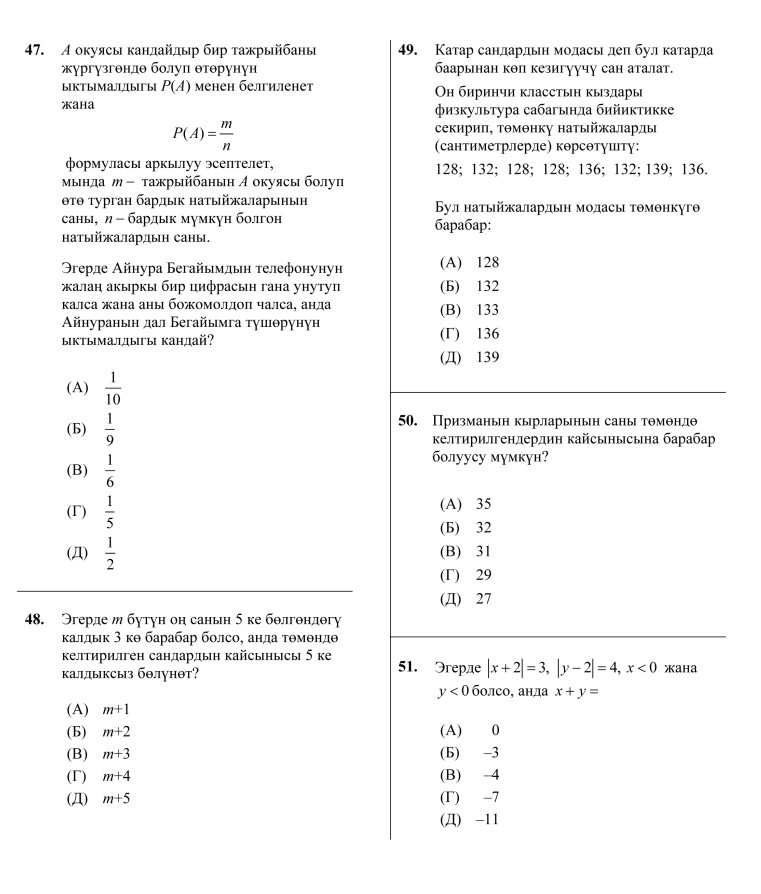 47. А окуясы кандайдыр бир тажрыйбаны
жүргүзгөндө болуп өтөрүнүн
ыктымалдыгы P(A) менен белгиленет
жана
P(A) = m/n
формуласы аркылуу эсептелет,
мында m – тажрыйбанын А окуясы болуп
өтө турган бардык натыйжаларынын
саны, n – бардык мүмкүн болгон
натыйжалардын саны.
Эгерде Айнура Бегайымдын телефонунун
жалаң акыркы бир цифрасын гана унутуп
калса жана аны божомолдоп чалса, анда
Айнуранын дал Бегайымга түшөрүнүн
ыктымалдыгы кандай?
(А) 1/10
(Б) 1/9
(В) 1/6
(Г) 1/5
(Д) 1/2
48. Эгерде m бүтүн оң санын 5 ке бөлгөндөгү
калдык 3 кө барабар болсо, анда төмөндө
келтирилген сандардын кайсынысы 5 ке
калдыксыз бөлүнөт?
(А) m+1
(Б) m+2
(В) m+3
(Г) m+4
(Д) m+5
49. Катар сандардын модасы деп бул катарда
баарынан көп кезигүүчү сан аталат.
Он биринчи класстын кыздары
физкультура сабагында бийиктикке
секирип, төмөнкү натыйжаларды
(сантиметрлерде) көрсөтүштү:
128; 132; 128; 128; 136; 132; 139; 136.
Бул натыйжалардын модасы төмөнкүгө
барабар:
(А) 128
(Б) 132
(В) 133
(Г) 136
(Д) 139
50. Призманын кырларынын саны төмөндө
келтирилгендердин кайсынысына барабар
болуусу мүмкүн?
(А) 35
(Б) 32
(В) 31
(Г) 29
(Д) 27
51. Эгерде |x + 2| = 3, |y − 2| = 4, x < 0 жана
y < 0 болсо, анда x + y =
(А) 0
(Б) –3
(В) –4
(Г) –7
(Д) –11